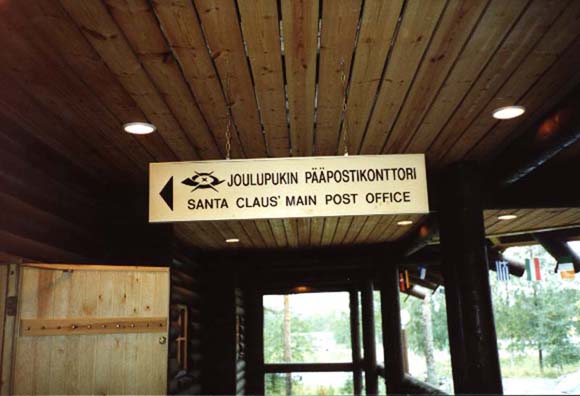 JOULUPUKIN PÄÄPOSTIKONTTORI
SANTA CLAUS' MAIN POST OFFICE